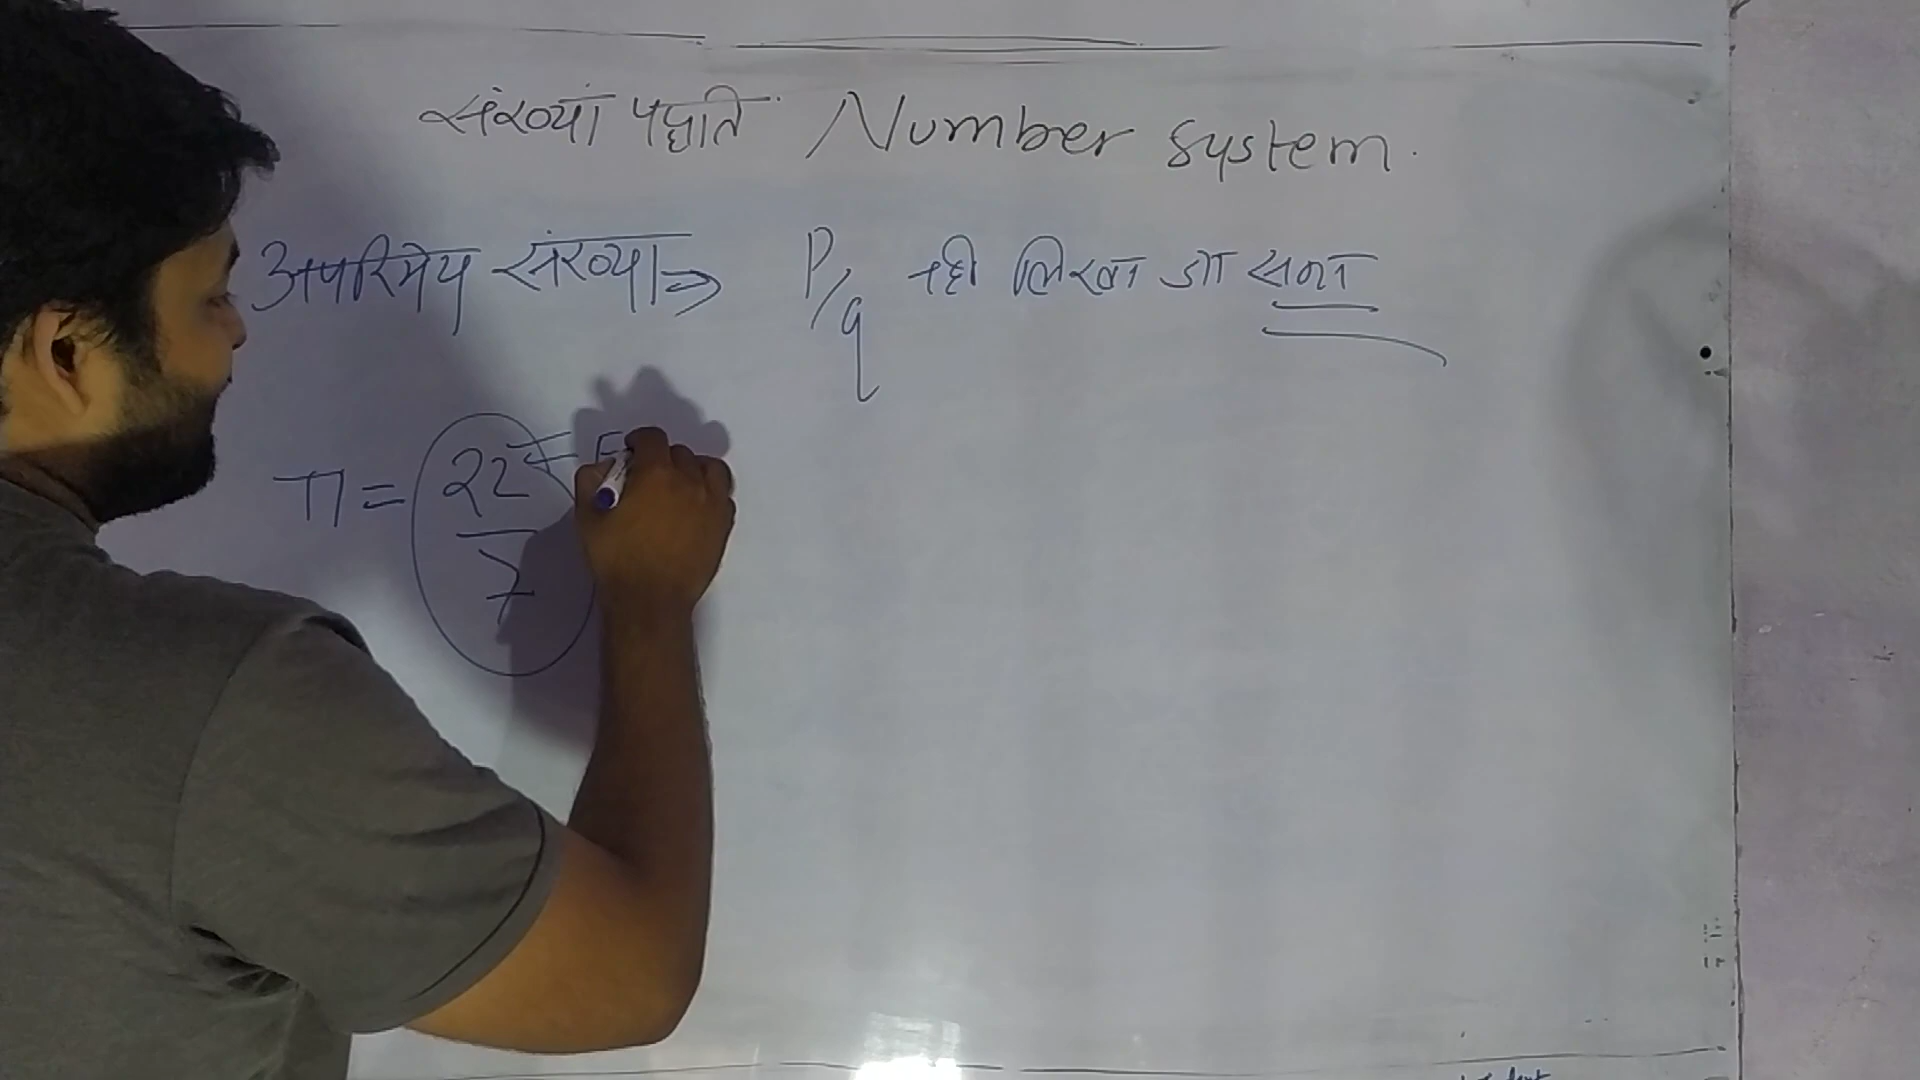 संख्या पद्धति Number System.
अपरिमेय संख्या → P/q नही लिखा जा सकता
π = 22
7